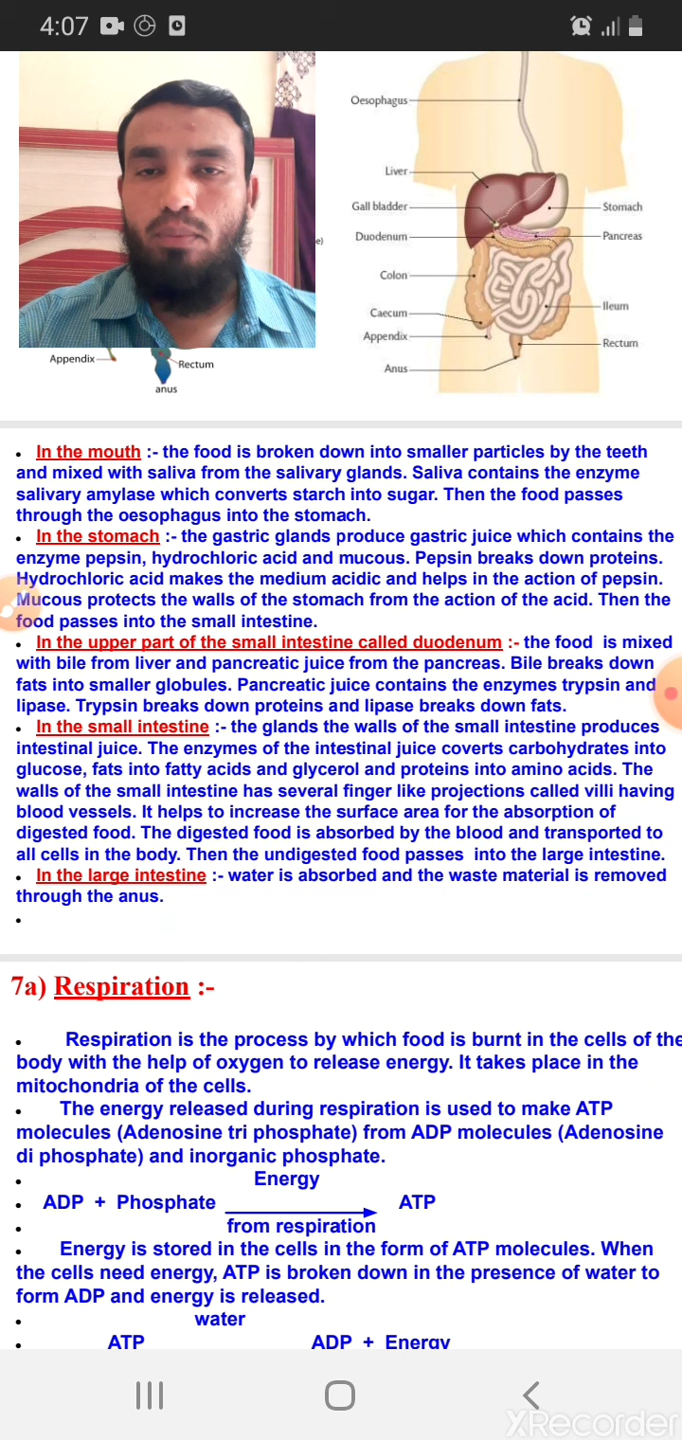 4:07
Oesophagus
Liver
Gall bladder
Stomach
Duodenum
Pancreas
e)
Colon
Ileum
Caecum
Appendix
Rectum
Anus
Appendix
Rectum
anus
• In the mouth :- the food is broken down into smaller particles by the teeth
and mixed with saliva from the salivary glands. Saliva contains the enzyme
salivary amylase which converts starch into sugar. Then the food passes
through the oesophagus into the stomach.
• In the stomach :- the gastric glands produce gastric juice which contains the
enzyme pepsin, hydrochloric acid and mucous. Pepsin breaks down proteins.
Hydrochloric acid makes the medium acidic and helps in the action of pepsin.
Mucous protects the walls of the stomach from the action of the acid. Then the
food passes into the small intestine.
• In the upper part of the small intestine called duodenum :- the food is mixed
with bile from liver and pancreatic juice from the pancreas. Bile breaks down
fats into smaller globules. Pancreatic juice contains the enzymes trypsin and
lipase. Trypsin breaks down proteins and lipase breaks down fats.
• In the small intestine :- the glands the walls of the small intestine produces
intestinal juice. The enzymes of the intestinal juice coverts carbohydrates into
glucose, fats into fatty acids and glycerol and proteins into amino acids. The
walls of the small intestine has several finger like projections called villi having
blood vessels. It helps to increase the surface area for the absorption of
digested food. The digested food is absorbed by the blood and transported to
all cells in the body. Then the undigested food passes into the large intestine.
• In the large intestine :- water is absorbed and the waste material is removed
through the anus.
•
7a) Respiration :-
• Respiration is the process by which food is burnt in the cells of the
body with the help of oxygen to release energy. It takes place in the
mitochondria of the cells.
• The energy released during respiration is used to make ATP
molecules (Adenosine tri phosphate) from ADP molecules (Adenosine
di phosphate) and inorganic phosphate.
• Energy
• ADP + Phosphate ATP
• from respiration
• Energy is stored in the cells in the form of ATP molecules. When
the cells need energy, ATP is broken down in the presence of water to
form ADP and energy is released.
• water
• ATP ADP + Energy
XRecorder